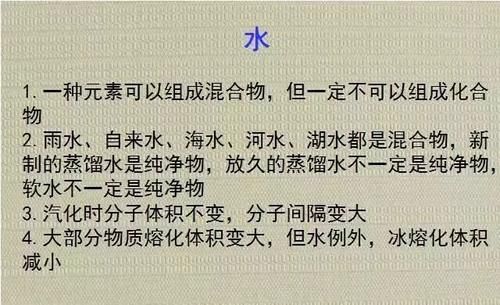 水
1.一种元素可以组成混合物，但一定不可以组成化合
物
2.雨水、自来水、海水、河水、湖水都是混合物，新
制的蒸馏水是纯净物，放久的蒸馏水不一定是纯净物，
软水不一定是纯净物
3.汽化时分子体积不变，分子间隔变大
4.大部分物质熔化体积变大，但水例外，冰熔化体积
减小